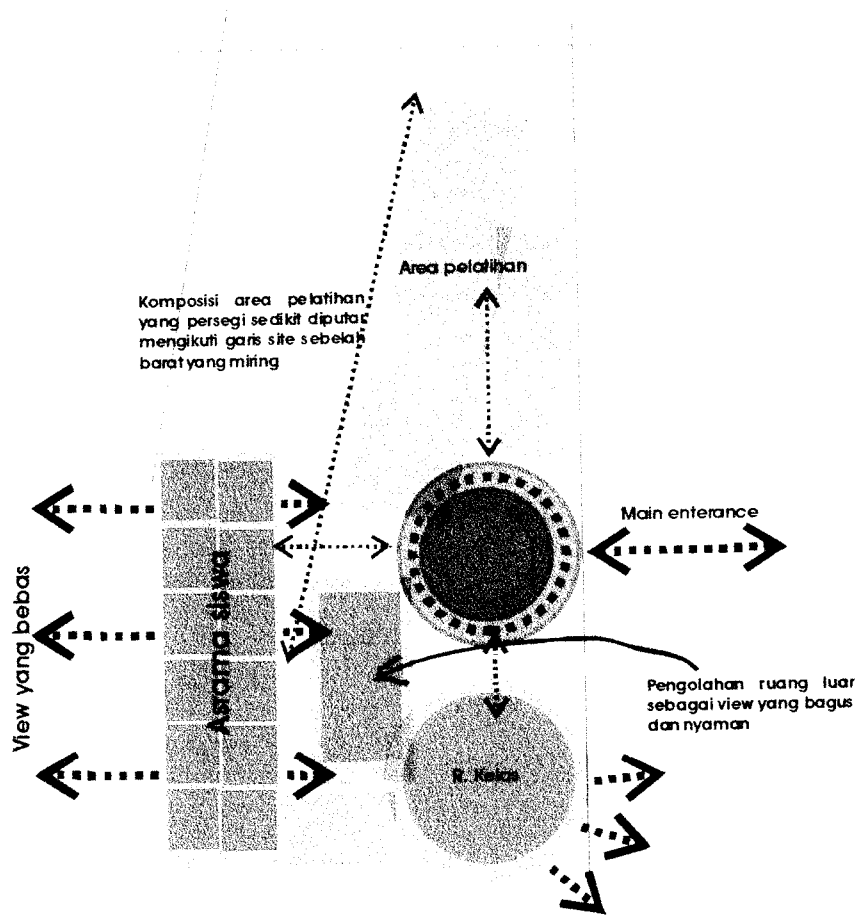 Area pelatihan
Komposisi area pelatihan
yang persegi sedikit diputar
mengikuti garis site sebelah
barat yang miring
Main enterance
View yang bebas
Asrama siswa
Pengolahan ruang luar
sebagai view yang bagus
dan nyaman
R. Kelas